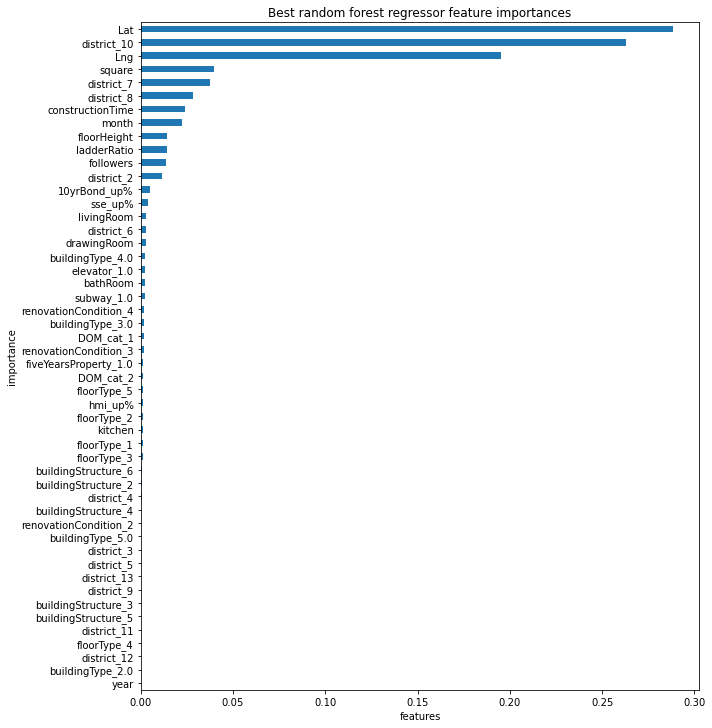 Best random forest regressor feature importances
Lat
district_10
Lng
square
district_7
district_8
constructionTime
month
floorHeight
ladderRatio
followers
district_2
10yrBond_up%
sse_up%
livingRoom
district_6
drawingRoom
buildingType_4.0
elevator_1.0
bathRoom
subway_1.0
renovationCondition_4
buildingType_3.0
DOM_cat_1
renovationCondition_3
fiveYearsProperty_1.0
DOM_cat_2
floorType_5
hmi_up%
floorType_2
kitchen
floorType_1
floorType_3
buildingStructure_6
buildingStructure_2
district_4
buildingStructure_4
renovationCondition_2
buildingType_5.0
district_3
district_5
district_13
district_9
buildingStructure_3
buildingStructure_5
district_11
floorType_4
district_12
buildingType_2.0
year
importance
0.00 0.05 0.10 0.15 0.20 0.25 0.30
features